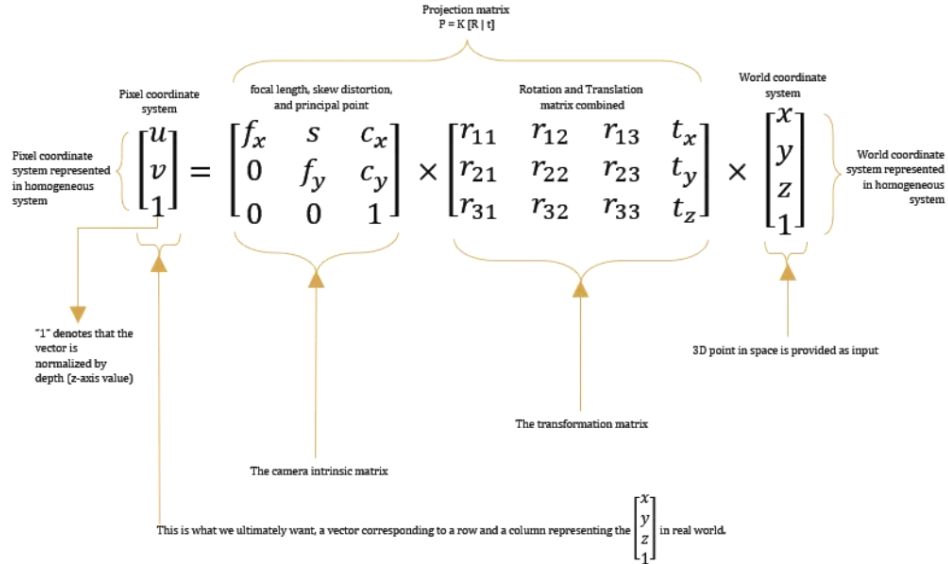 Projection matrix
P = K [R | t]
Pixel coordinate
system
focal length, skew distortion,
and principal point
Rotation and Translation
matrix combined
World coordinate
system
Pixel coordinate
system represented
in homogeneous
system
u
v
1
=
f_x s c_x
0 f_y c_y
0 0 1
×
r_11 r_12 r_13 t_x
r_21 r_22 r_23 t_y
r_31 r_32 r_33 t_z
×
x
y
z
1
World coordinate
system represented
in homogeneous
system
"1" denotes that the
vector is
normalized by
depth (z-axis value)
3D point in space is provided as input
The transformation matrix
The camera intrinsic matrix
This is what we ultimately want, a vector corresponding to a row and a column representing the [x y z 1] in real world.